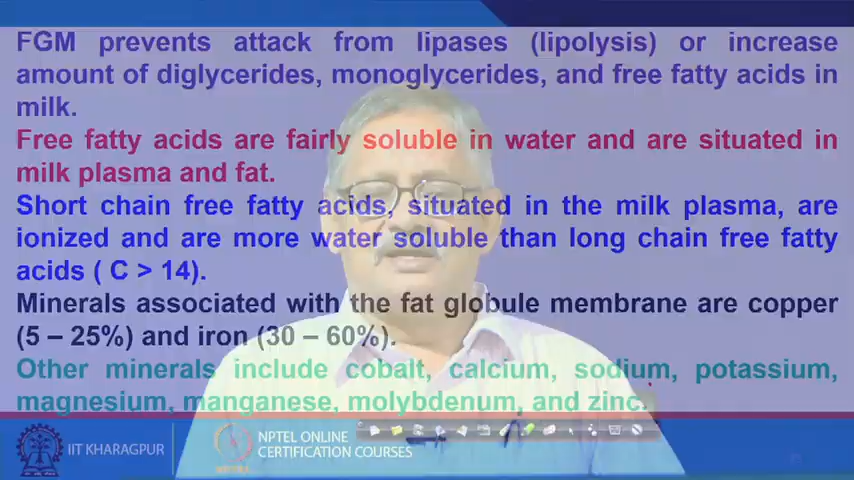 FGM prevents attack from lipases (lipolysis) or increase
amount of diglycerides, monoglycerides, and free fatty acids in
milk.
Free fatty acids are fairly soluble in water and are situated in
milk plasma and fat.
Short chain free fatty acids, situated in the milk plasma, are
ionized and are more water soluble than long chain free fatty
acids ( C > 14).
Minerals associated with the fat globule membrane are copper
(5 – 25%) and iron (30 – 60%).
Other minerals include cobalt, calcium, sodium, potassium,
magnesium, manganese, molybdenum, and zinc.
IIT KHARAGPUR
NPTEL ONLINE
CERTIFICATION COURSES